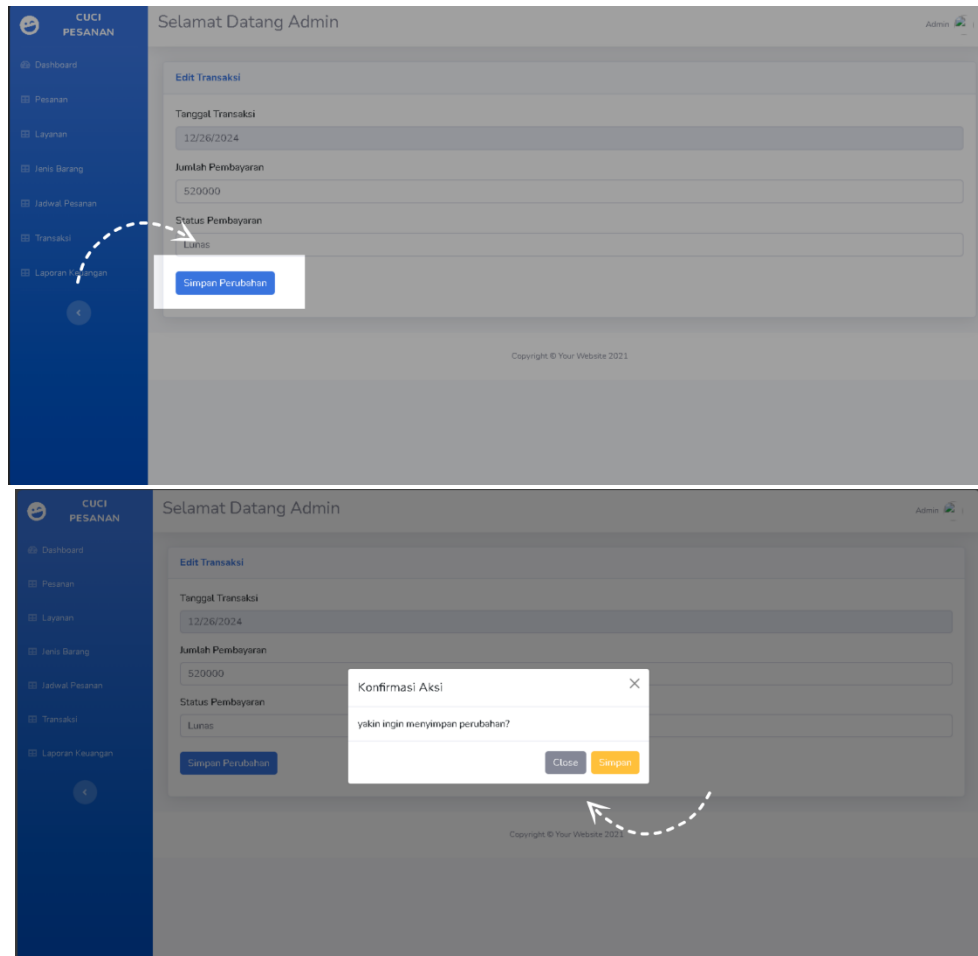 CUCI
PESANAN
Selamat Datang Admin
Admin
Dashboard
Pesanan
Layanan
Jenis Barang
Jadwal Pesanan
Transaksi
Laporan Keuangan
Edit Transaksi
Tanggal Transaksi
12/26/2024
Jumlah Pembayaran
520000
Status Pembayaran
Lunas
Simpan Perubahan
Copyright © Your Website 2021
CUCI
PESANAN
Selamat Datang Admin
Admin
Dashboard
Pesanan
Layanan
Jenis Barang
Jadwal Pesanan
Transaksi
Laporan Keuangan
Edit Transaksi
Tanggal Transaksi
12/26/2024
Jumlah Pembayaran
520000
Status Pembayaran
Lunas
Simpan Perubahan
Konfirmasi Aksi
yakin ingin menyimpan perubahan?
Close Simpan
Copyright © Your Website 2021